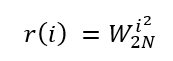 r(i) = W_{2N}^{i^2}